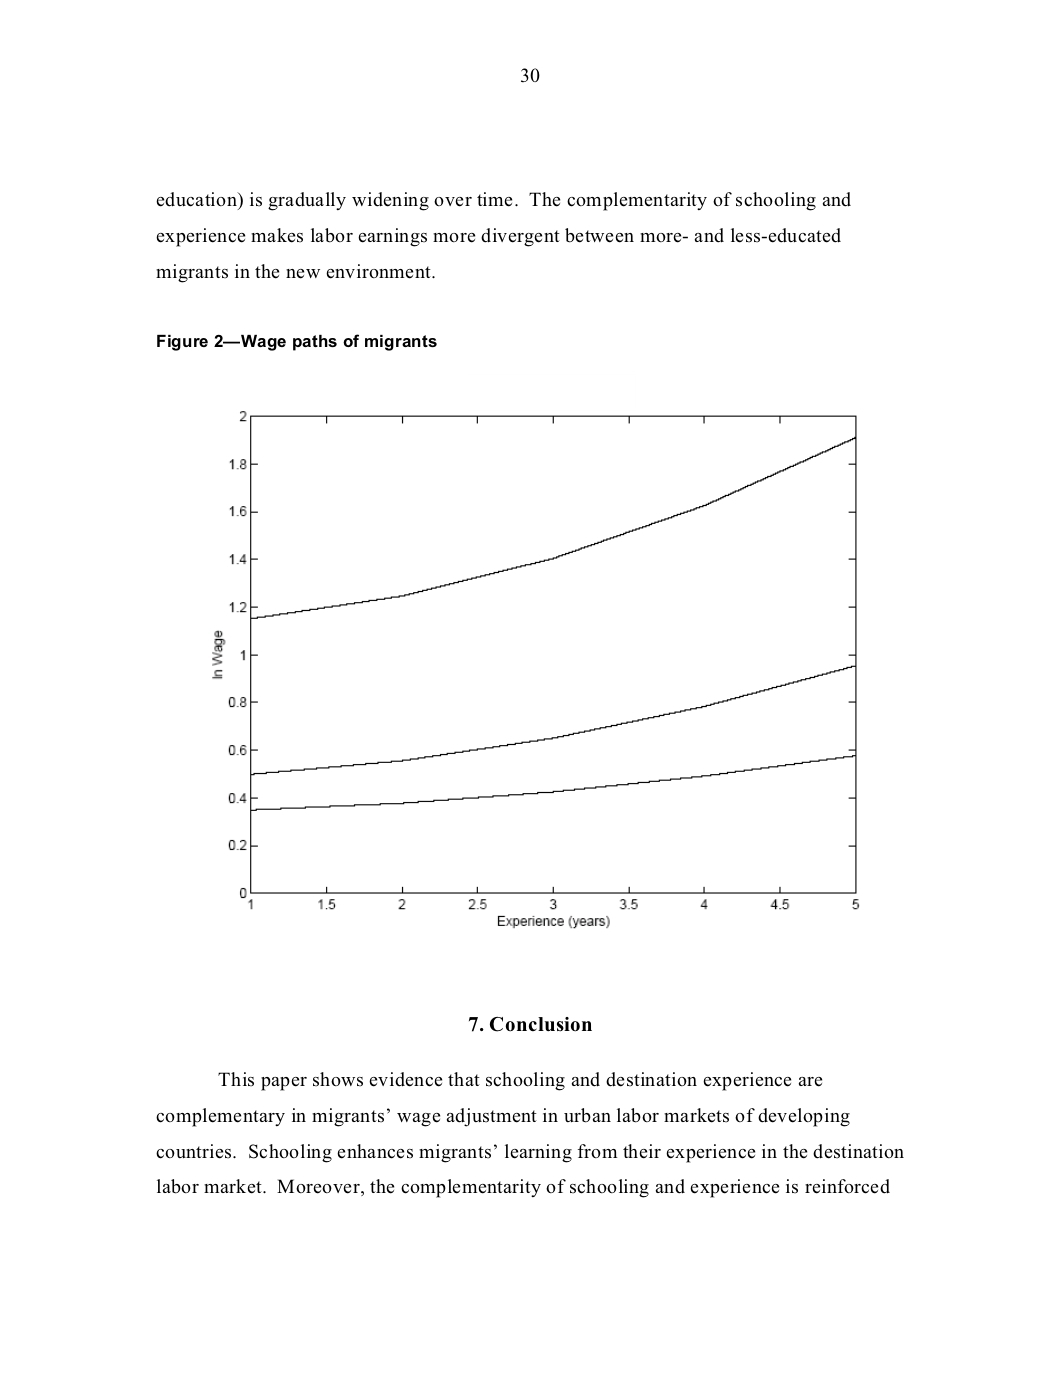 30
education) is gradually widening over time.  The complementarity of schooling and
experience makes labor earnings more divergent between more- and less-educated
migrants in the new environment.
Figure 2—Wage paths of migrants
2
1.8
1.6
1.4
1.2
1
0.8
0.6
0.4
0.2
0
ln Wage
1 1.5 2 2.5 3 3.5 4 4.5 5
Experience (years)
7. Conclusion
This paper shows evidence that schooling and destination experience are
complementary in migrants’ wage adjustment in urban labor markets of developing
countries.  Schooling enhances migrants’ learning from their experience in the destination
labor market.  Moreover, the complementarity of schooling and experience is reinforced